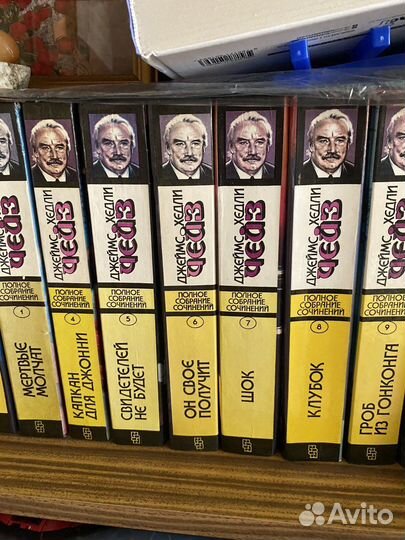 ДЖЕЙМС ХЕДЛИ
ЧЕЙЗ
ПОЛНОЕ
СОБРАНИЕ
СОЧИНЕНИЙ
1
МЕРТВЫЕ
МОЛЧАТ
ДЖЕЙМС ХЕДЛИ
ЧЕЙЗ
ПОЛНОЕ
СОБРАНИЕ
СОЧИНЕНИЙ
4
КАПКАН
ДЛЯ ДЖОННИ
ДЖЕЙМС ХЕДЛИ
ЧЕЙЗ
ПОЛНОЕ
СОБРАНИЕ
СОЧИНЕНИЙ
5
СВИДЕТЕЛЕЙ
НЕ БУДЕТ
ДЖЕЙМС ХЕДЛИ
ЧЕЙЗ
ПОЛНОЕ
СОБРАНИЕ
СОЧИНЕНИЙ
6
ОН СВОЕ
ПОЛУЧИТ
ДЖЕЙМС ХЕДЛИ
ЧЕЙЗ
ПОЛНОЕ
СОБРАНИЕ
СОЧИНЕНИЙ
7
ШОК
ДЖЕЙМС ХЕДЛИ
ЧЕЙЗ
ПОЛНОЕ
СОБРАНИЕ
СОЧИНЕНИЙ
8
КЛУБОК
ДЖЕЙМС ХЕДЛИ
ЧЕЙЗ
ПОЛНОЕ
СОБРАНИЕ
СОЧИНЕНИЙ
9
ГРОБ
ИЗ ГОНКОНГА
Avito